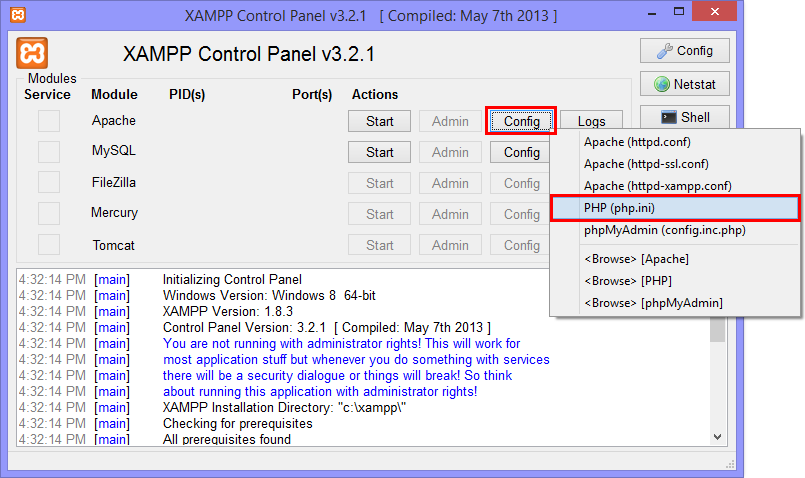 XAMPP Control Panel v3.2.1 [ Compiled: May 7th 2013 ]
XAMPP Control Panel v3.2.1
Config
Netstat
Shell
Modules
Service Module PID(s) Port(s) Actions
Apache Start Admin Config Logs
MySQL Start Admin Config
FileZilla Start Admin Config
Mercury Start Admin Config
Tomcat Start Admin Config
Apache (httpd.conf)
Apache (httpd-ssl.conf)
Apache (httpd-xampp.conf)
PHP (php.ini)
phpMyAdmin (config.inc.php)
<Browse> [Apache]
<Browse> [PHP]
<Browse> [phpMyAdmin]
4:32:14 PM [main] Initializing Control Panel
4:32:14 PM [main] Windows Version: Windows 8 64-bit
4:32:14 PM [main] XAMPP Version: 1.8.3
4:32:14 PM [main] Control Panel Version: 3.2.1 [ Compiled: May 7th 2013 ]
4:32:14 PM [main] You are not running with administrator rights! This will work for
4:32:14 PM [main] most application stuff but whenever you do something with services
4:32:14 PM [main] there will be a security dialogue or things will break! So think
4:32:14 PM [main] about running this application with administrator rights!
4:32:14 PM [main] XAMPP Installation Directory: "c:\xampp\"
4:32:14 PM [main] Checking for prerequisites
4:32:14 PM [main] All prerequisites found